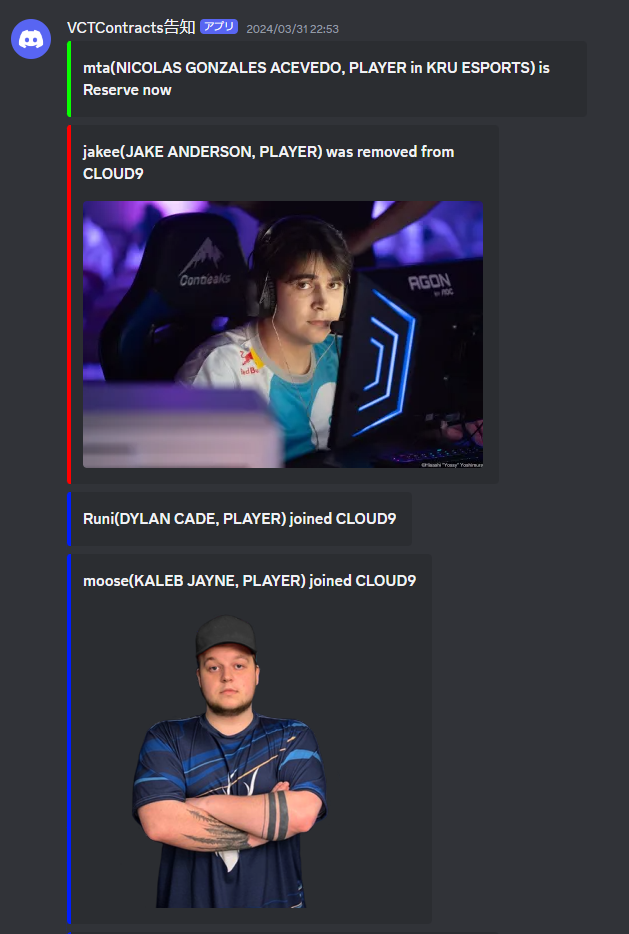 VCTContracts告知 アプリ 2024/03/31 22:53
mta(NICOLAS GONZALES ACEVEDO, PLAYER in KRU ESPORTS) is
Reserve now
jakee(JAKE ANDERSON, PLAYER) was removed from
CLOUD9
Contieaks
AGON
BY AOC
Red Bu
©Hisashi "Yossy" Yoshimura
Runi(DYLAN CADE, PLAYER) joined CLOUD9
moose(KALEB JAYNE, PLAYER) joined CLOUD9